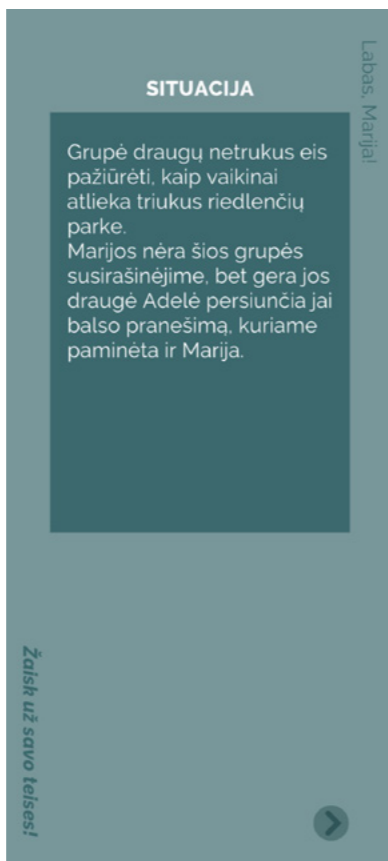 Labas, Marija!
SITUACIJA
Grupė draugų netrukus eis
pažiūrėti, kaip vaikinai
atlieka triukus riedlenčių
parke.
Marijos nėra šios grupės
susirašinėjime, bet gera jos
draugė Adelė persiunčia jai
balso pranešimą, kuriame
paminėta ir Marija.
Žaisk už savo teises!